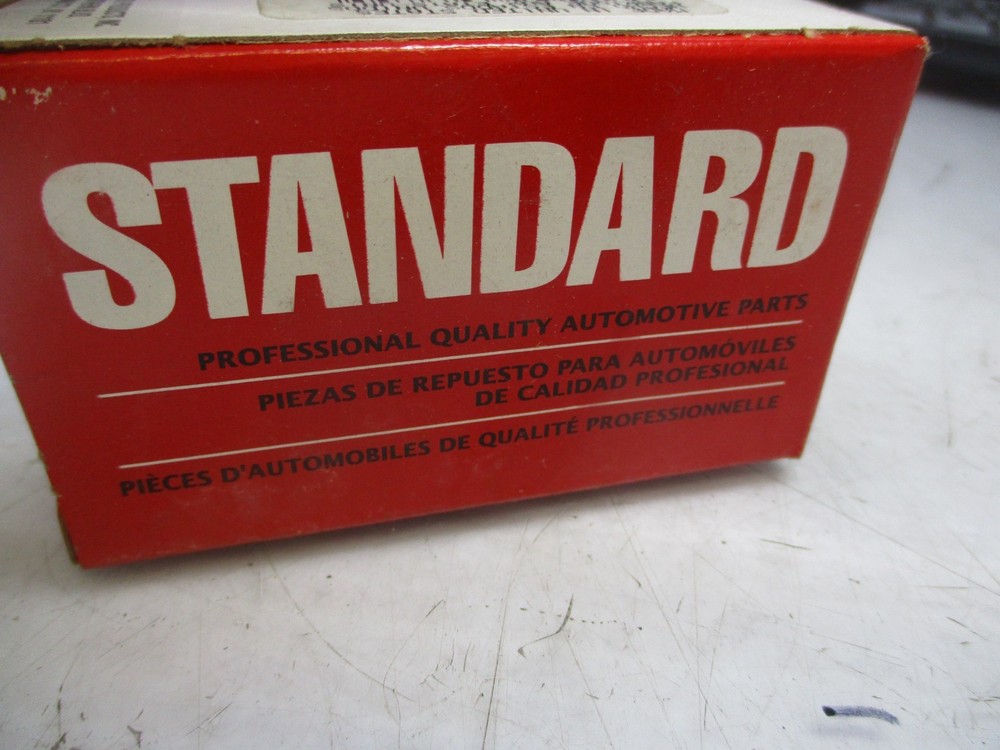 STANDARD
PROFESSIONAL QUALITY AUTOMOTIVE PARTS
PIEZAS DE REPUESTO PARA AUTOMÓVILES
DE CALIDAD PROFESIONAL
PIÈCES D'AUTOMOBILES DE QUALITÉ PROFESSIONNELLE